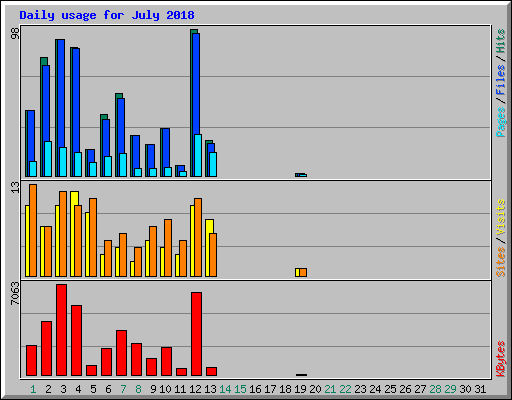 Daily usage for July 2018
98
Pages / Files / Hits
13
Sites / Visits
7063
KBytes
1 2 3 4 5 6 7 8 9 10 11 12 13 14 15 16 17 18 19 20 21 22 23 24 25 26 27 28 29 30 31